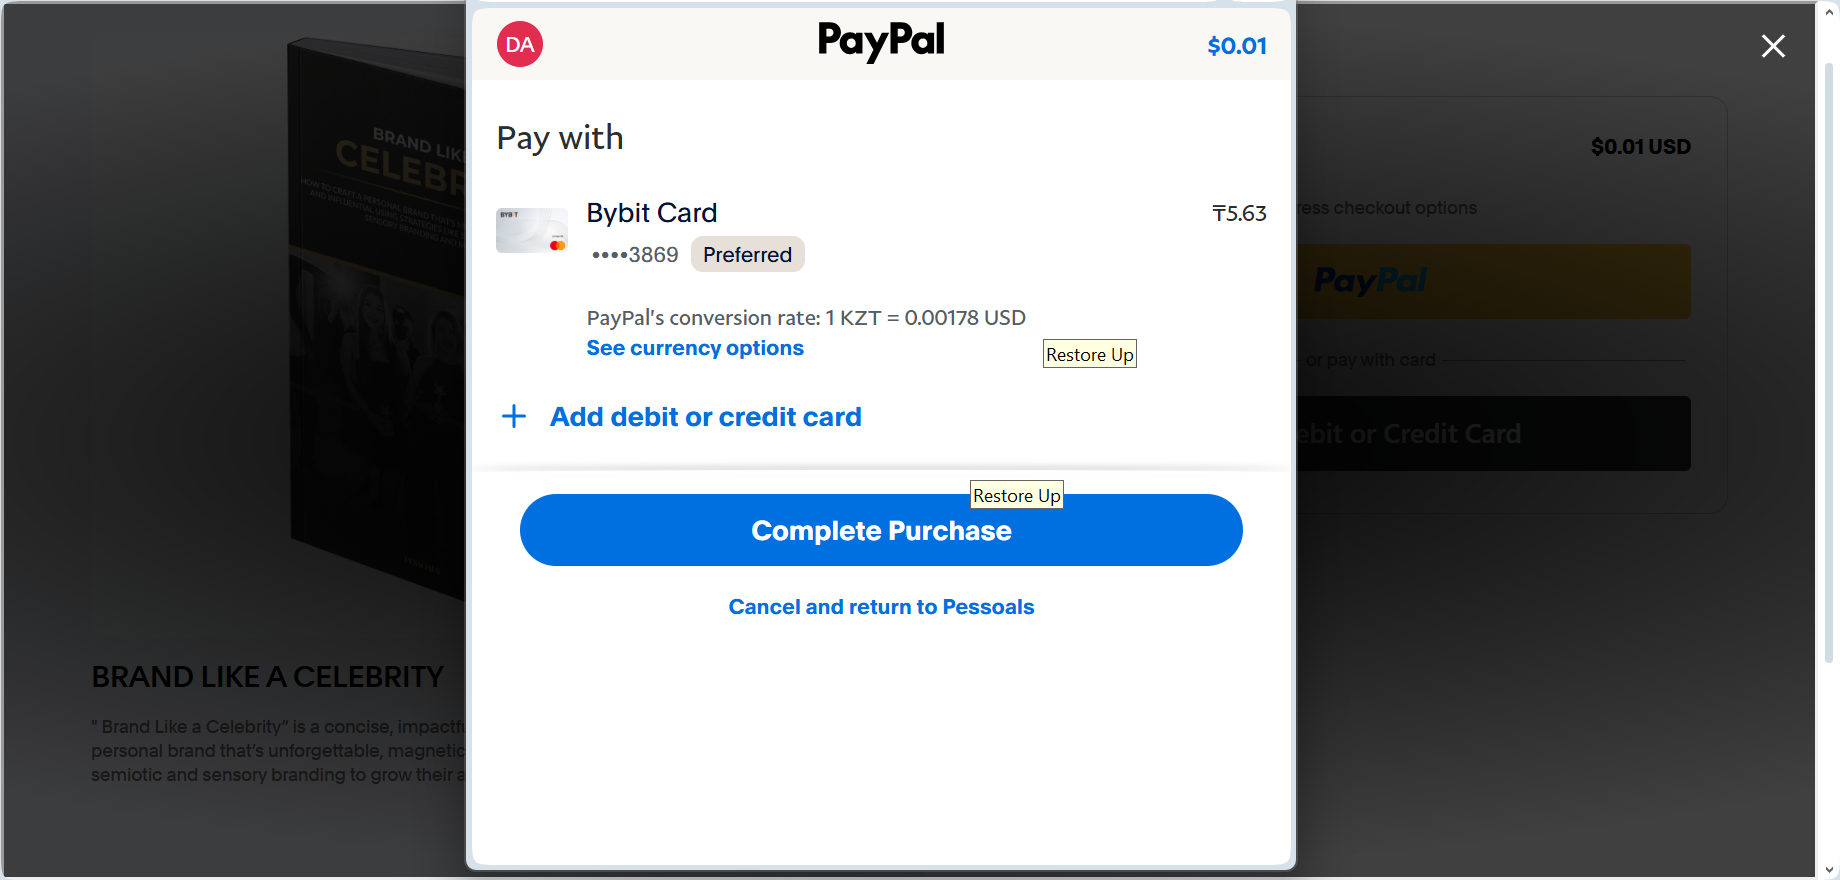 DA
PayPal
$0.01
Pay with
BYBIT
Bybit Card
₸5.63
••••3869
Preferred
PayPal's conversion rate: 1 KZT = 0.00178 USD
See currency options
Restore Up
+ Add debit or credit card
Restore Up
Complete Purchase
Cancel and return to Pessoals
BRAND LIK
CELEBR
HOW TO CRAFT A PERSONAL BRAND THAT'S
AND INFLUENTIAL USING STRATEGIES LIKE
SENSORY BRANDING AND
BRAND LIKE A CELEBRITY
" Brand Like a Celebrity" is a concise, impactfu
personal brand that's unforgettable, magnetic
semiotic and sensory branding to grow their a
$0.01 USD
ress checkout options
PayPal
or pay with card
ebit or Credit Card